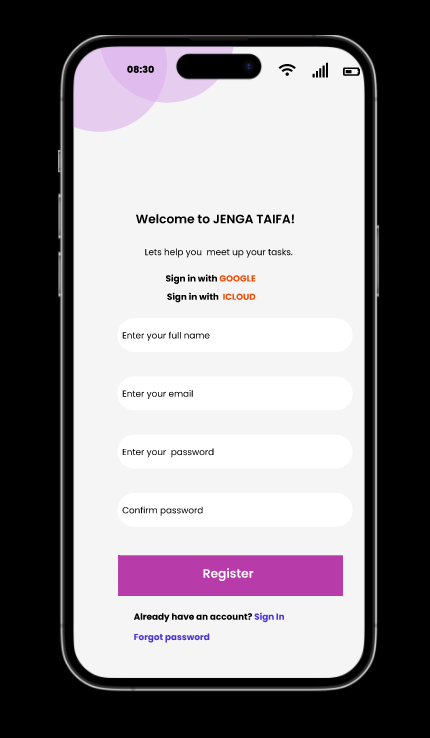 08:30
Welcome to JENGA TAIFA!
Lets help you  meet up your tasks.
Sign in with GOOGLE
Sign in with  ICLOUD
Enter your full name
Enter your email
Enter your  password
Confirm password
Register
Already have an account? Sign In
Forgot password